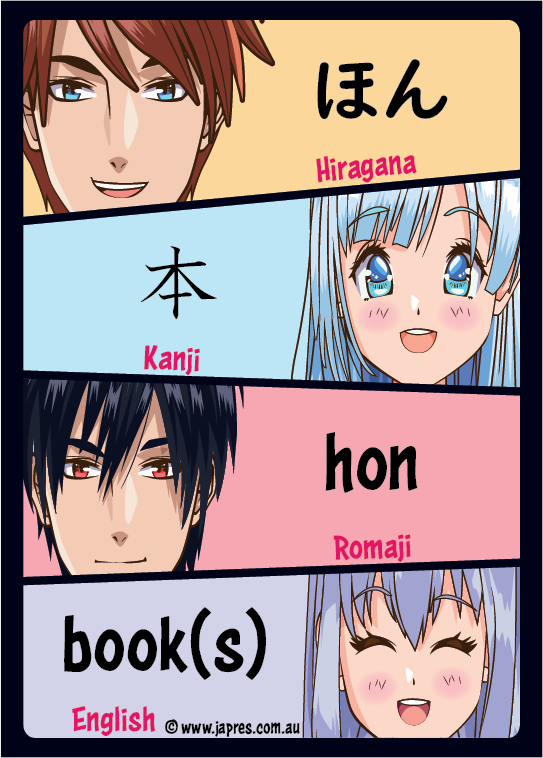 ほん
Hiragana
本
Kanji
hon
Romaji
book(s)
English © www.japres.com.au